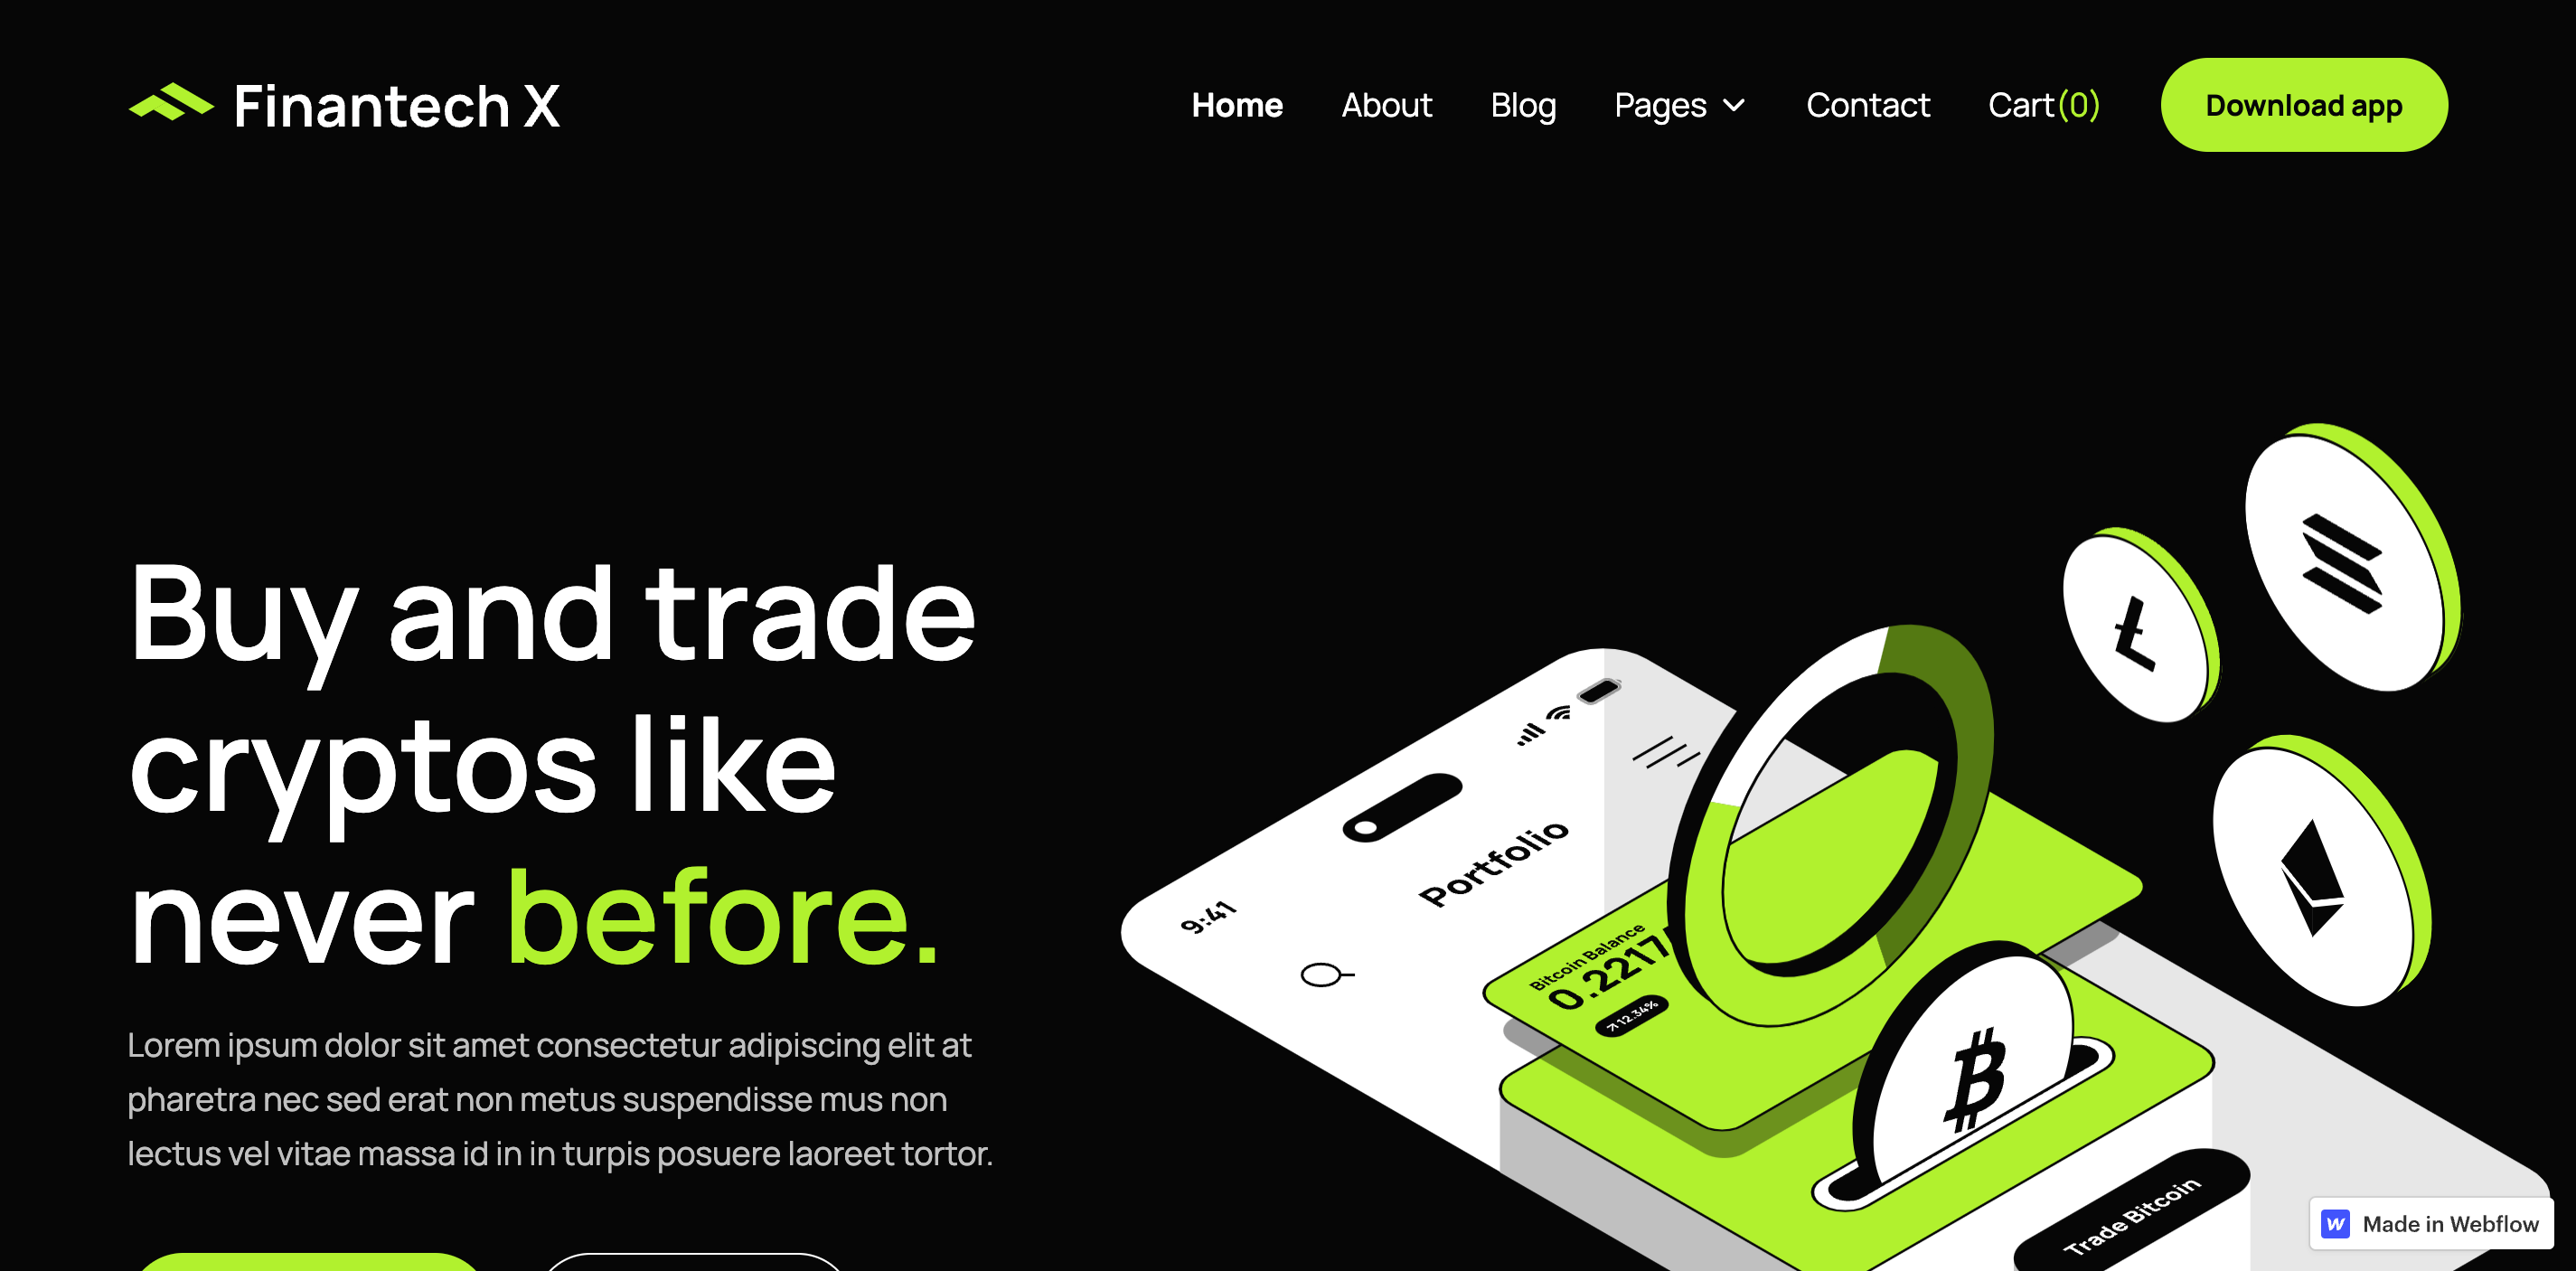 Finantech X
Home About Blog Pages Contact Cart(0) Download app
Buy and trade
cryptos like
never before.
Lorem ipsum dolor sit amet consectetur adipiscing elit at
pharetra nec sed erat non metus suspendisse mus non
lectus vel vitae massa id in in turpis posuere laoreet tortor.
9:41
Portfolio
Bitcoin Balance
0.2217
12.34%
Trade Bitcoin
Made in Webflow